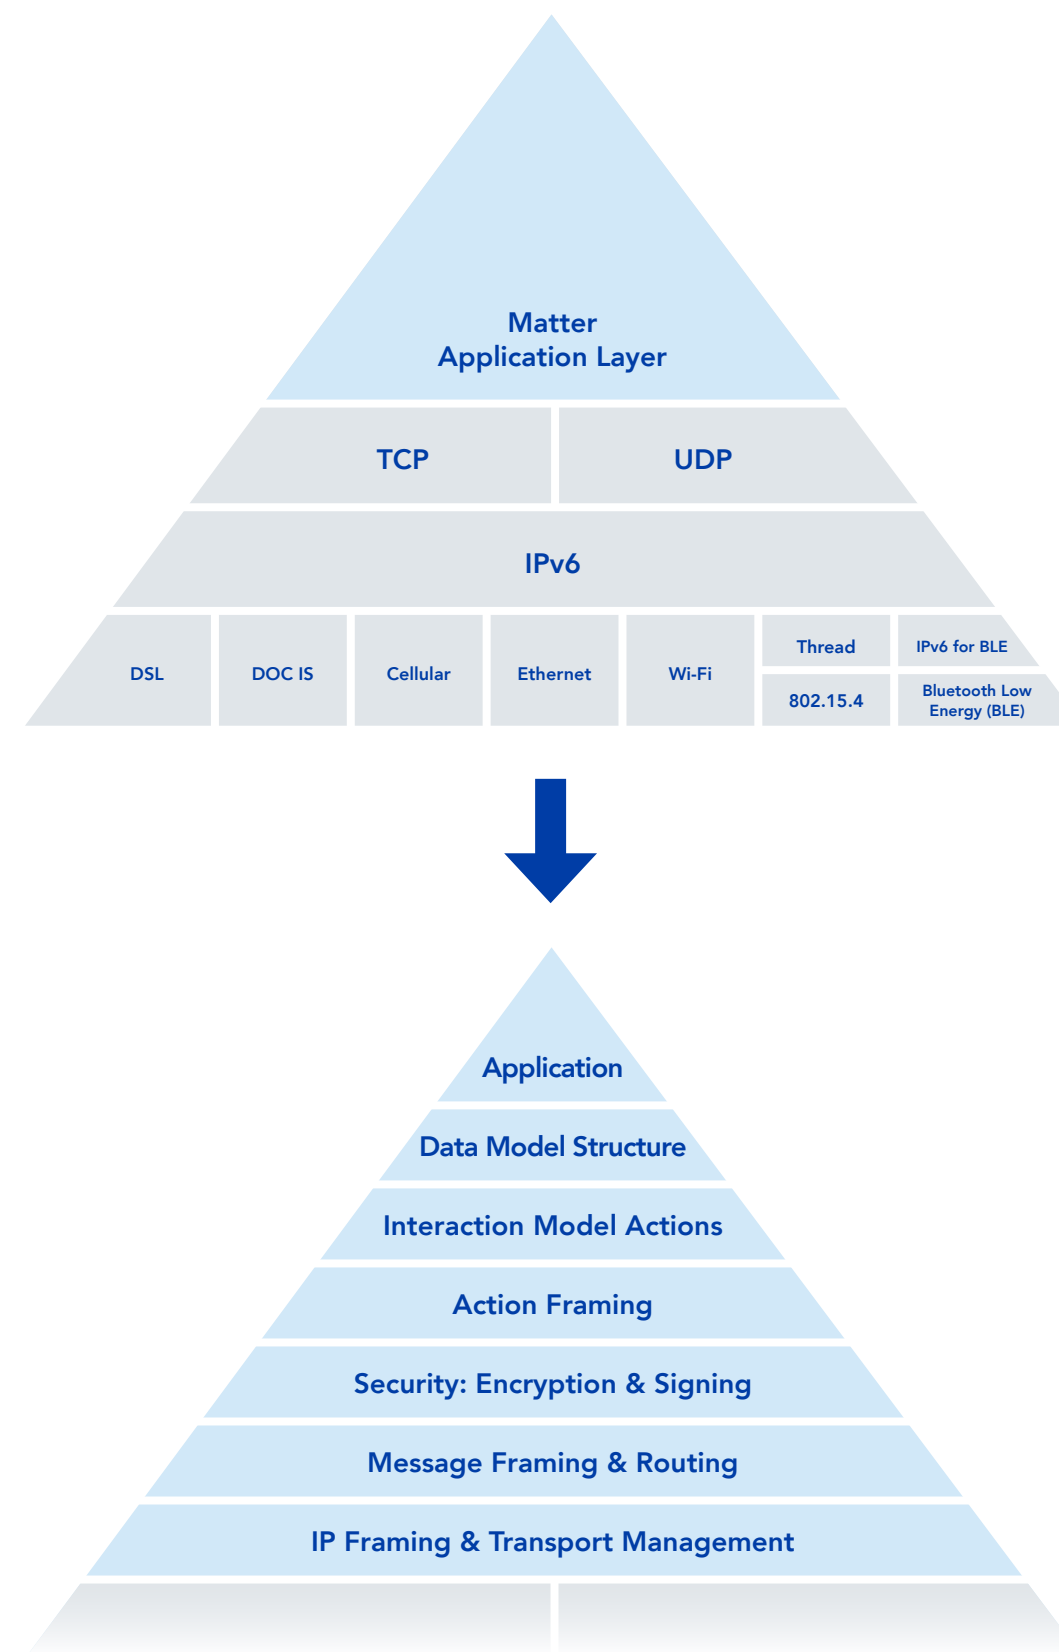 Matter
Application Layer
TCP
UDP
IPv6
DSL
DOC IS
Cellular
Ethernet
Wi-Fi
Thread
802.15.4
IPv6 for BLE
Bluetooth Low
Energy (BLE)
Application
Data Model Structure
Interaction Model Actions
Action Framing
Security: Encryption & Signing
Message Framing & Routing
IP Framing & Transport Management